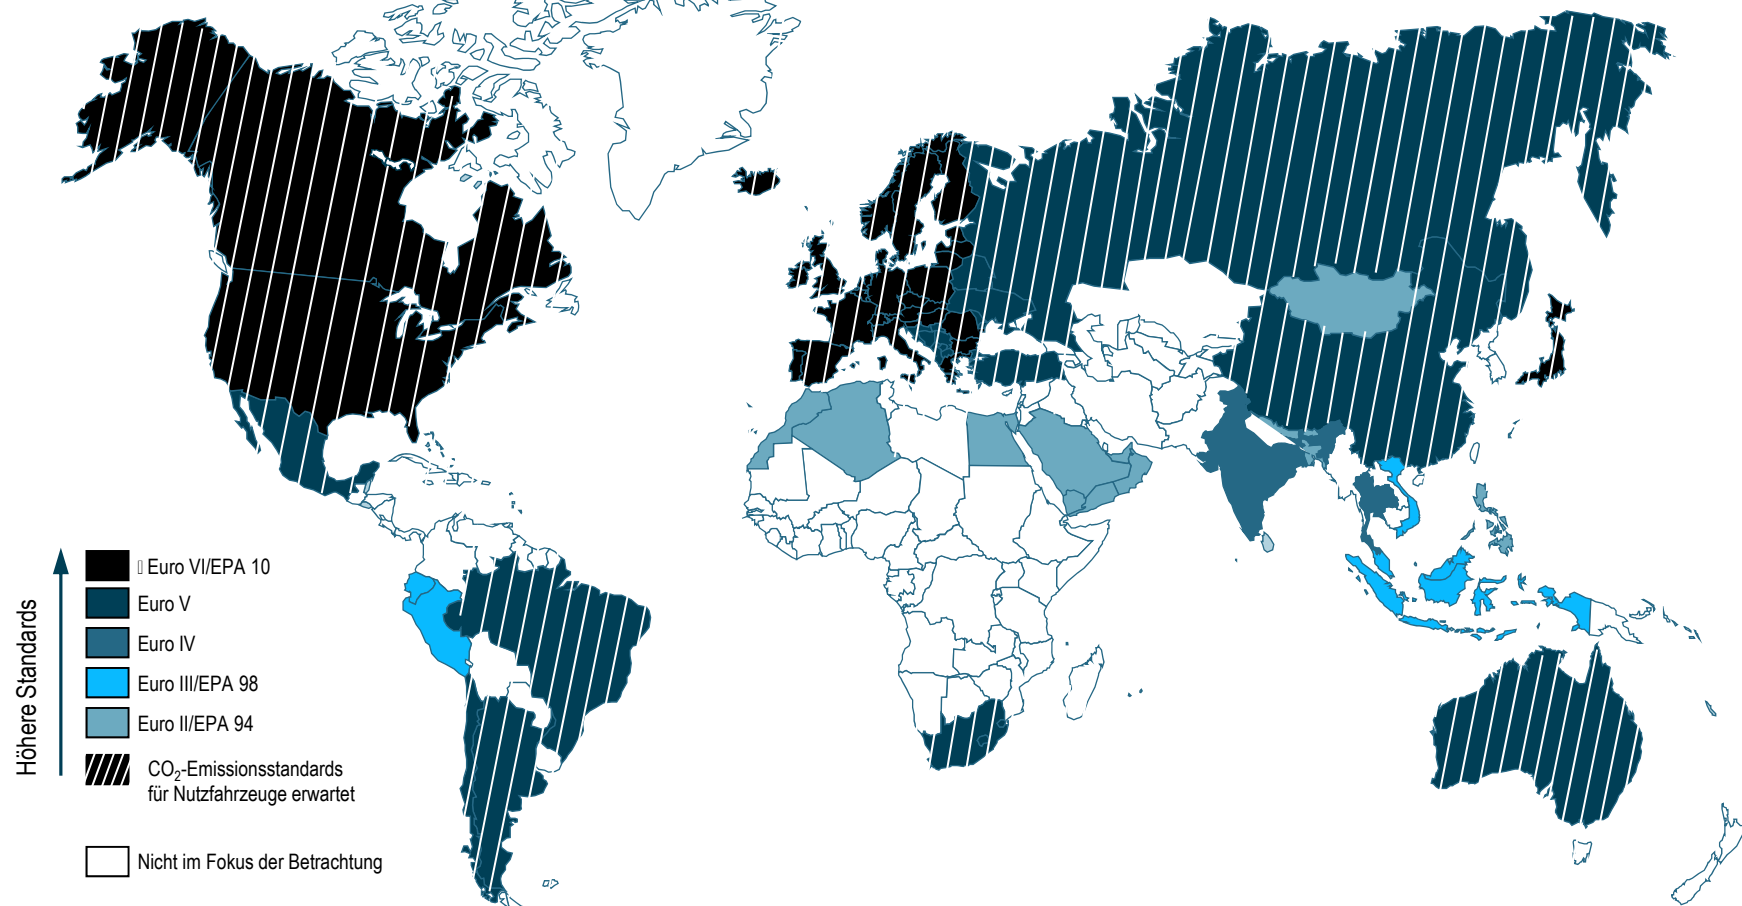 Höhere Standards
▯ Euro VI/EPA 10
Euro V
Euro IV
Euro III/EPA 98
Euro II/EPA 94
CO₂-Emissionsstandards
für Nutzfahrzeuge erwartet
Nicht im Fokus der Betrachtung